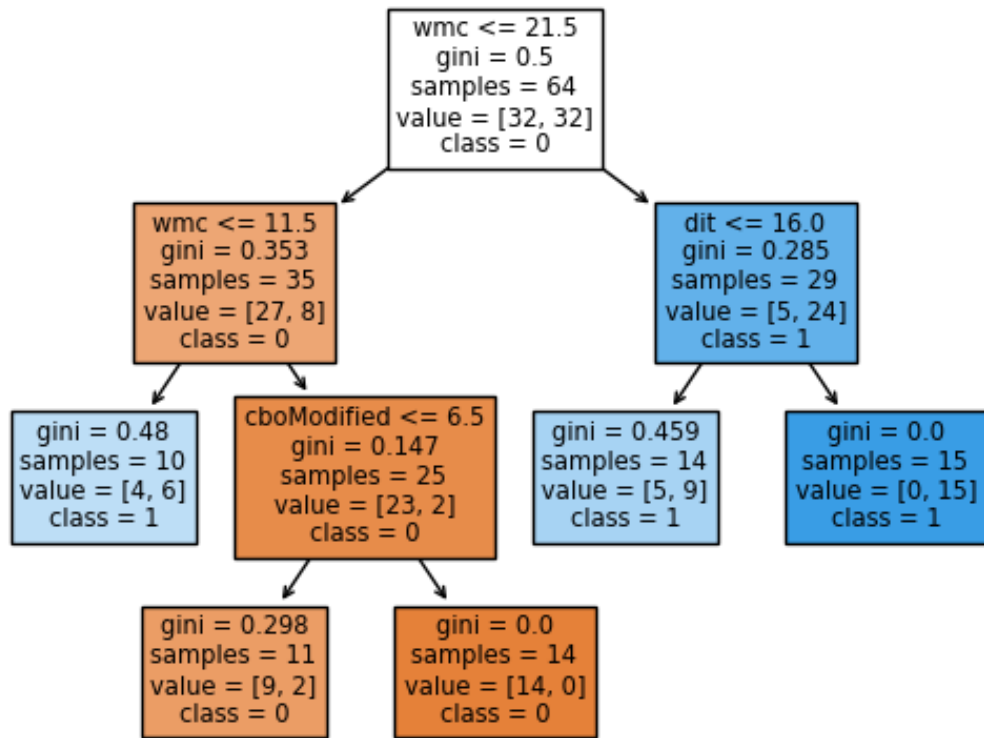 wmc <= 21.5
gini = 0.5
samples = 64
value = [32, 32]
class = 0
wmc <= 11.5
gini = 0.353
samples = 35
value = [27, 8]
class = 0
dit <= 16.0
gini = 0.285
samples = 29
value = [5, 24]
class = 1
gini = 0.48
samples = 10
value = [4, 6]
class = 1
cboModified <= 6.5
gini = 0.147
samples = 25
value = [23, 2]
class = 0
gini = 0.459
samples = 14
value = [5, 9]
class = 1
gini = 0.0
samples = 15
value = [0, 15]
class = 1
gini = 0.298
samples = 11
value = [9, 2]
class = 0
gini = 0.0
samples = 14
value = [14, 0]
class = 0